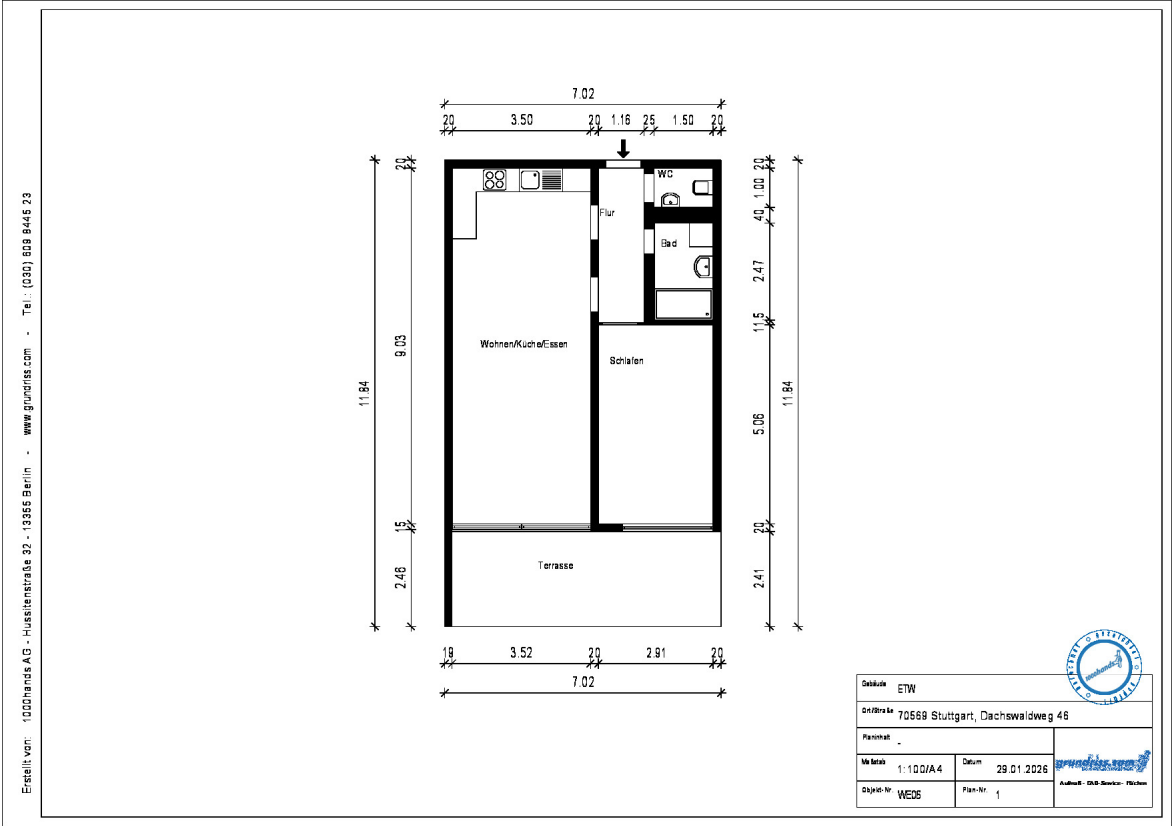 7.02
20 3.50 20 1.16 25 1.50 20
20
9.03
15
2.46
11.84
WC
Flur
Bad
Wohnen/Küche/Essen
Schlafen
Terrasse
20
1.00
40
2.47
11.5
5.06
20
2.41
11.84
19 3.52 20 2.91 20
7.02
Erstellt von: 1000hands AG - Hussitenstraße 32 - 13355 Berlin - www.grundriss.com - Tel.: (030) 609 8445 23
1000hands
Gebäude ETW
Ort/Straße 70569 Stuttgart, Dachswaldweg 46
Planinhalt -
Maßstab 1:100/A4 Datum 29.01.2026
Objekt-Nr. WE06 Plan-Nr. 1
grundriss.com
Aufmaß - CAD-Service - Flächen